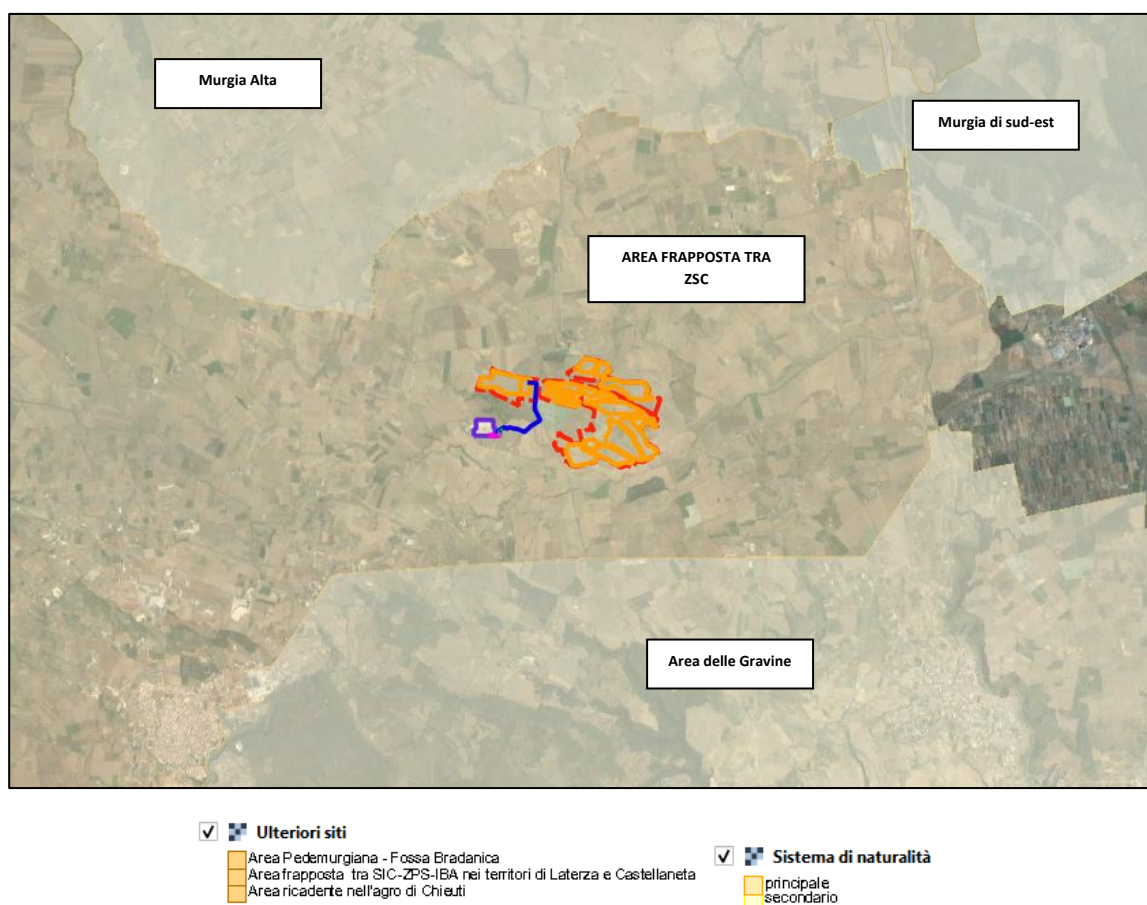 Murgia Alta
Murgia di sud-est
AREA FRAPPOSTA TRA
ZSC
Area delle Gravine
Ulteriori siti
Area Pedemurgiana - Fossa Bradanica
Area frapposta tra SIC-ZPS-IBA nei territori di Laterza e Castellaneta
Area ricadente nell'agro di Chieuti
Sistema di naturalità
principale
secondario